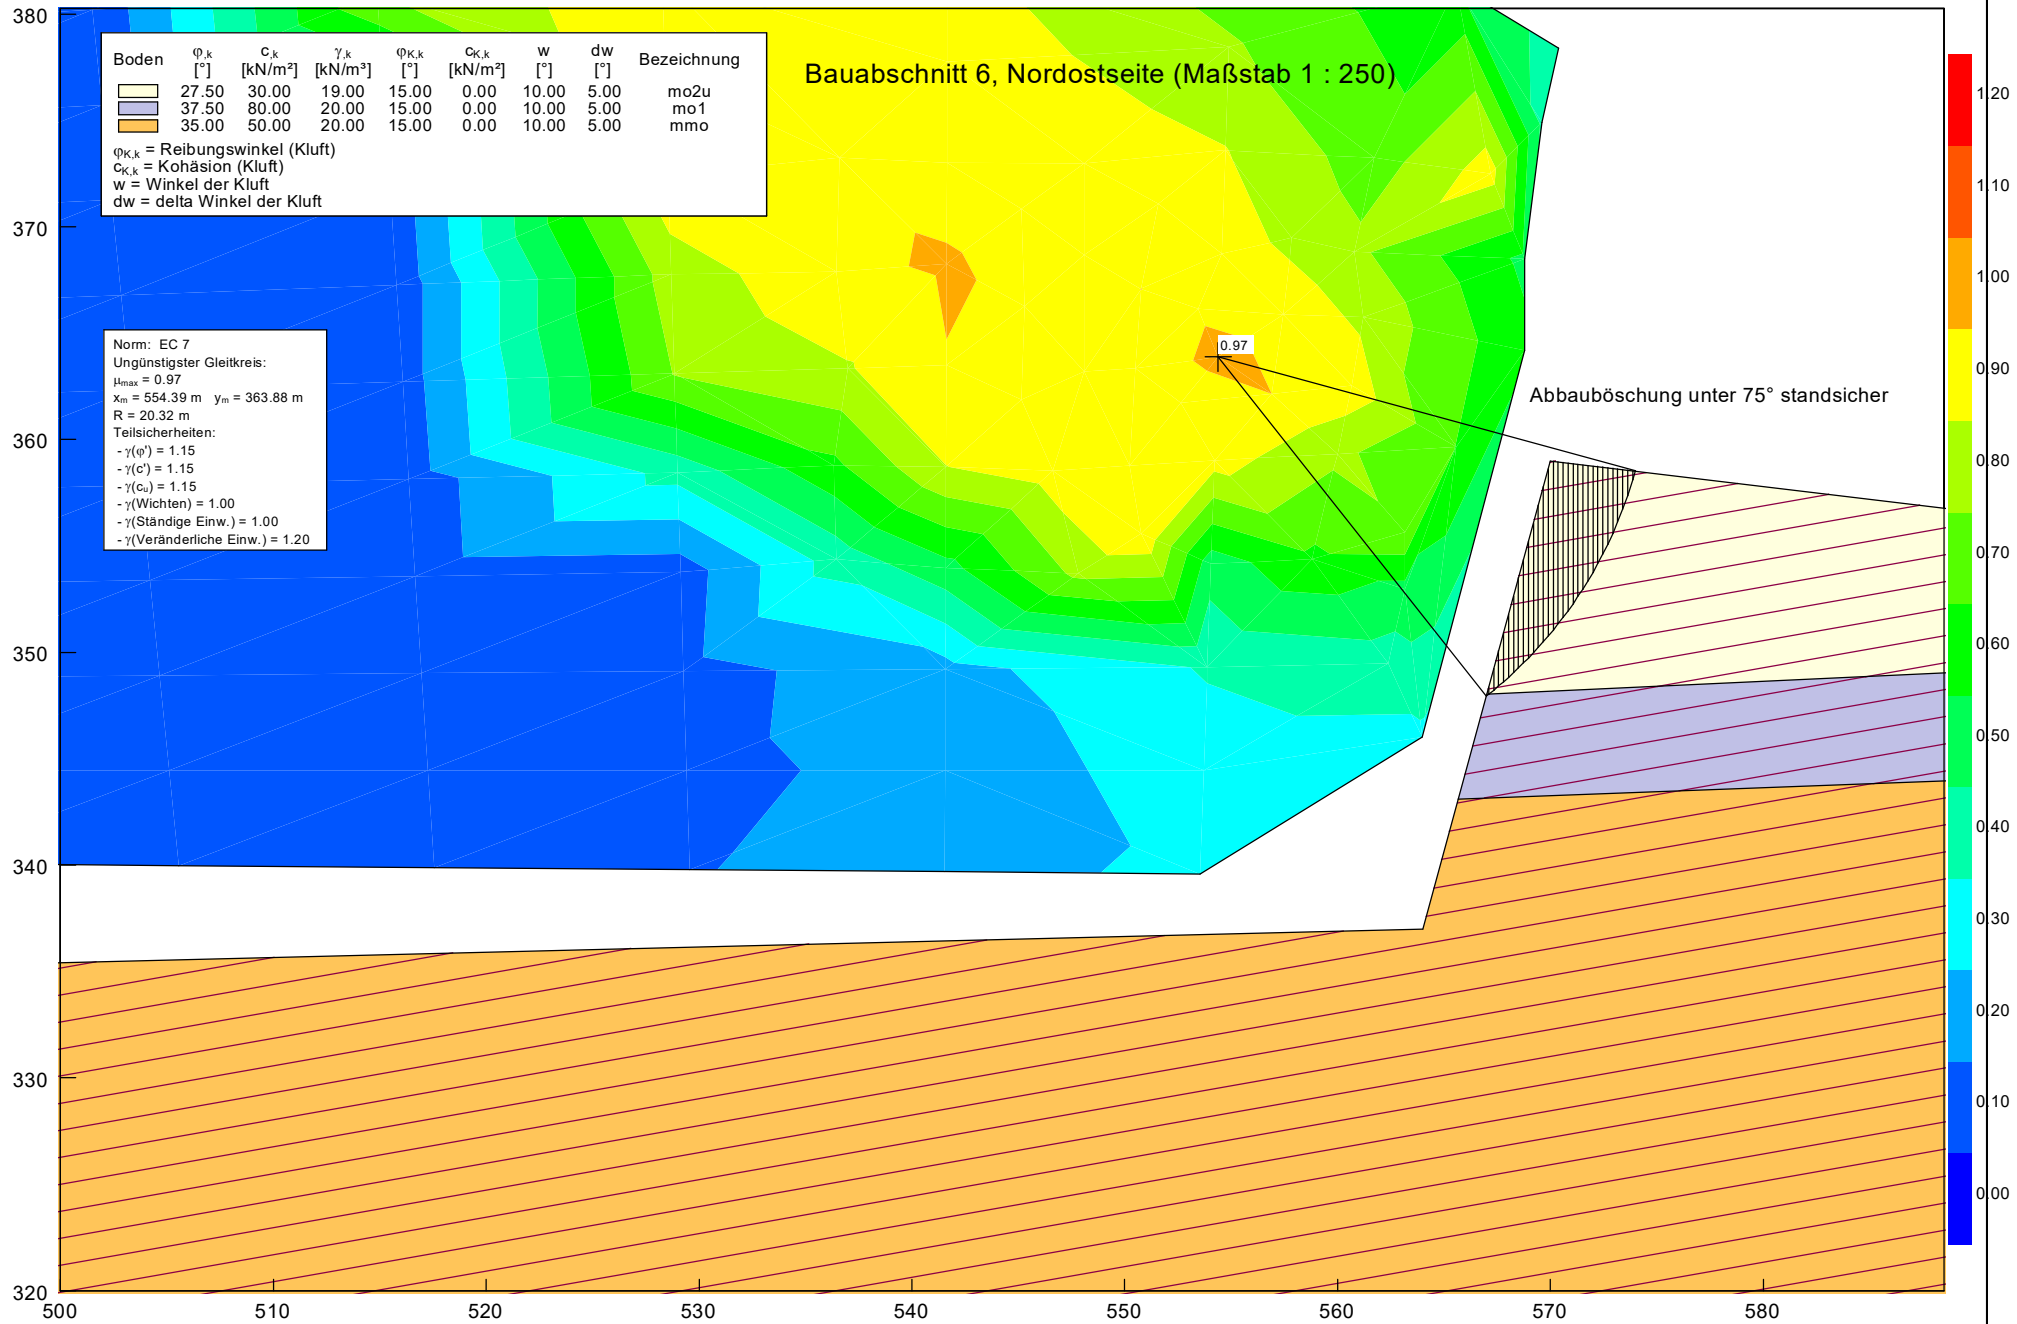 Bauabschnitt 6, Nordostseite (Maßstab 1 : 250)
Boden φ,k [°] c,k [kN/m²] γ,k [kN/m³] φK,k [°] cK,k [kN/m²] w [°] dw [°] Bezeichnung
27.50 30.00 19.00 15.00 0.00 10.00 5.00 mo2u
37.50 80.00 20.00 15.00 0.00 10.00 5.00 mo1
35.00 50.00 20.00 15.00 0.00 10.00 5.00 mmo
φK,k = Reibungswinkel (Kluft)
cK,k = Kohäsion (Kluft)
w = Winkel der Kluft
dw = delta Winkel der Kluft
Norm: EC 7
Ungünstigster Gleitkreis:
μmax = 0.97
xm = 554.39 m ym = 363.88 m
R = 20.32 m
Teilsicherheiten:
- γ(φ') = 1.15
- γ(c') = 1.15
- γ(cu) = 1.15
- γ(Wichten) = 1.00
- γ(Ständige Einw.) = 1.00
- γ(Veränderliche Einw.) = 1.20
0.97
Abbauböschung unter 75° standsicher
380
370
360
350
340
330
320
500 510 520 530 540 550 560 570 580
1.20
1.10
1.00
0.90
0.80
0.70
0.60
0.50
0.40
0.30
0.20
0.10
0.00